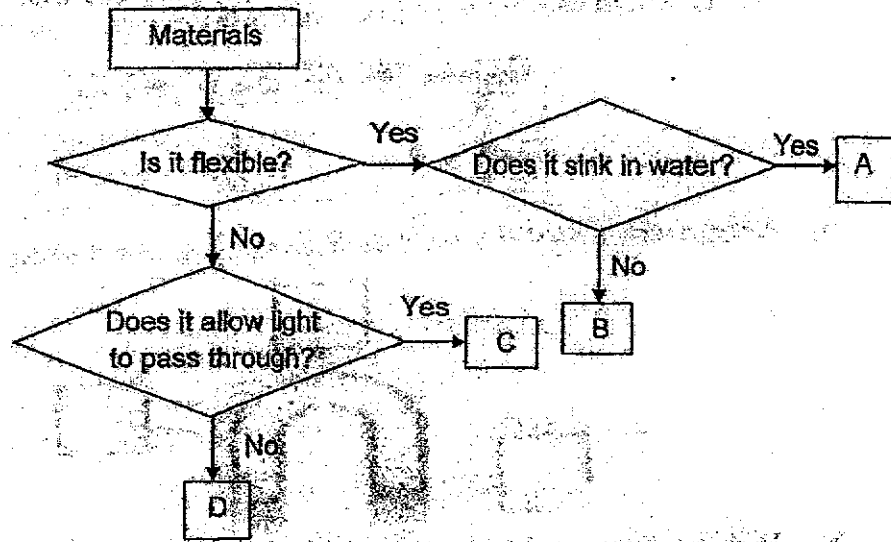 Materials
Is it flexible?
Yes
Does it sink in water?
Yes
A
No
B
No
Does it allow light
to pass through?
Yes
C
No
D